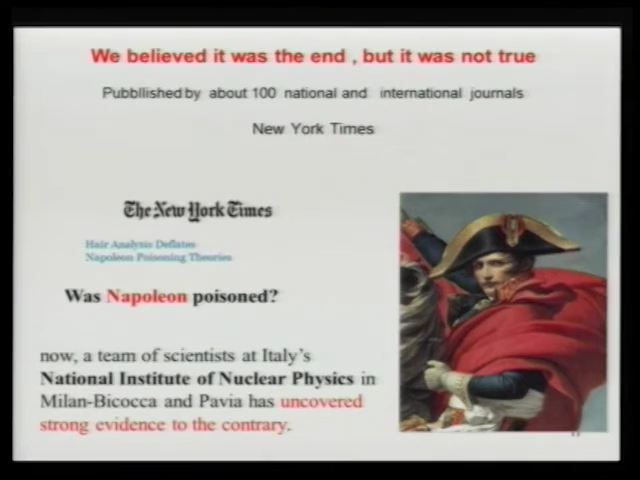 We believed it was the end , but it was not true
Pubbllished by about 100 national and international journals
New York Times
The New York Times
Hair Analysis Deflates
Napoleon Poisoning Theories
Was Napoleon poisoned?
now, a team of scientists at Italy's
National Institute of Nuclear Physics in
Milan-Bicocca and Pavia has uncovered
strong evidence to the contrary.